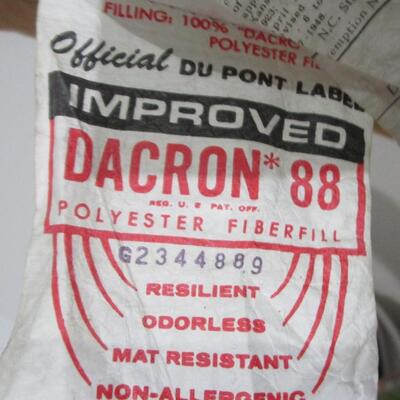 FILLING: 100% "DACRO
POLYESTER FI
Official DU PONT LABEL
IMPROVED
DACRON* 88
REG. U. S. PAT. OFF.
POLYESTER FIBERFILL
G2344889
RESILIENT
ODORLESS
MAT RESISTANT
NON-ALLERGENIC